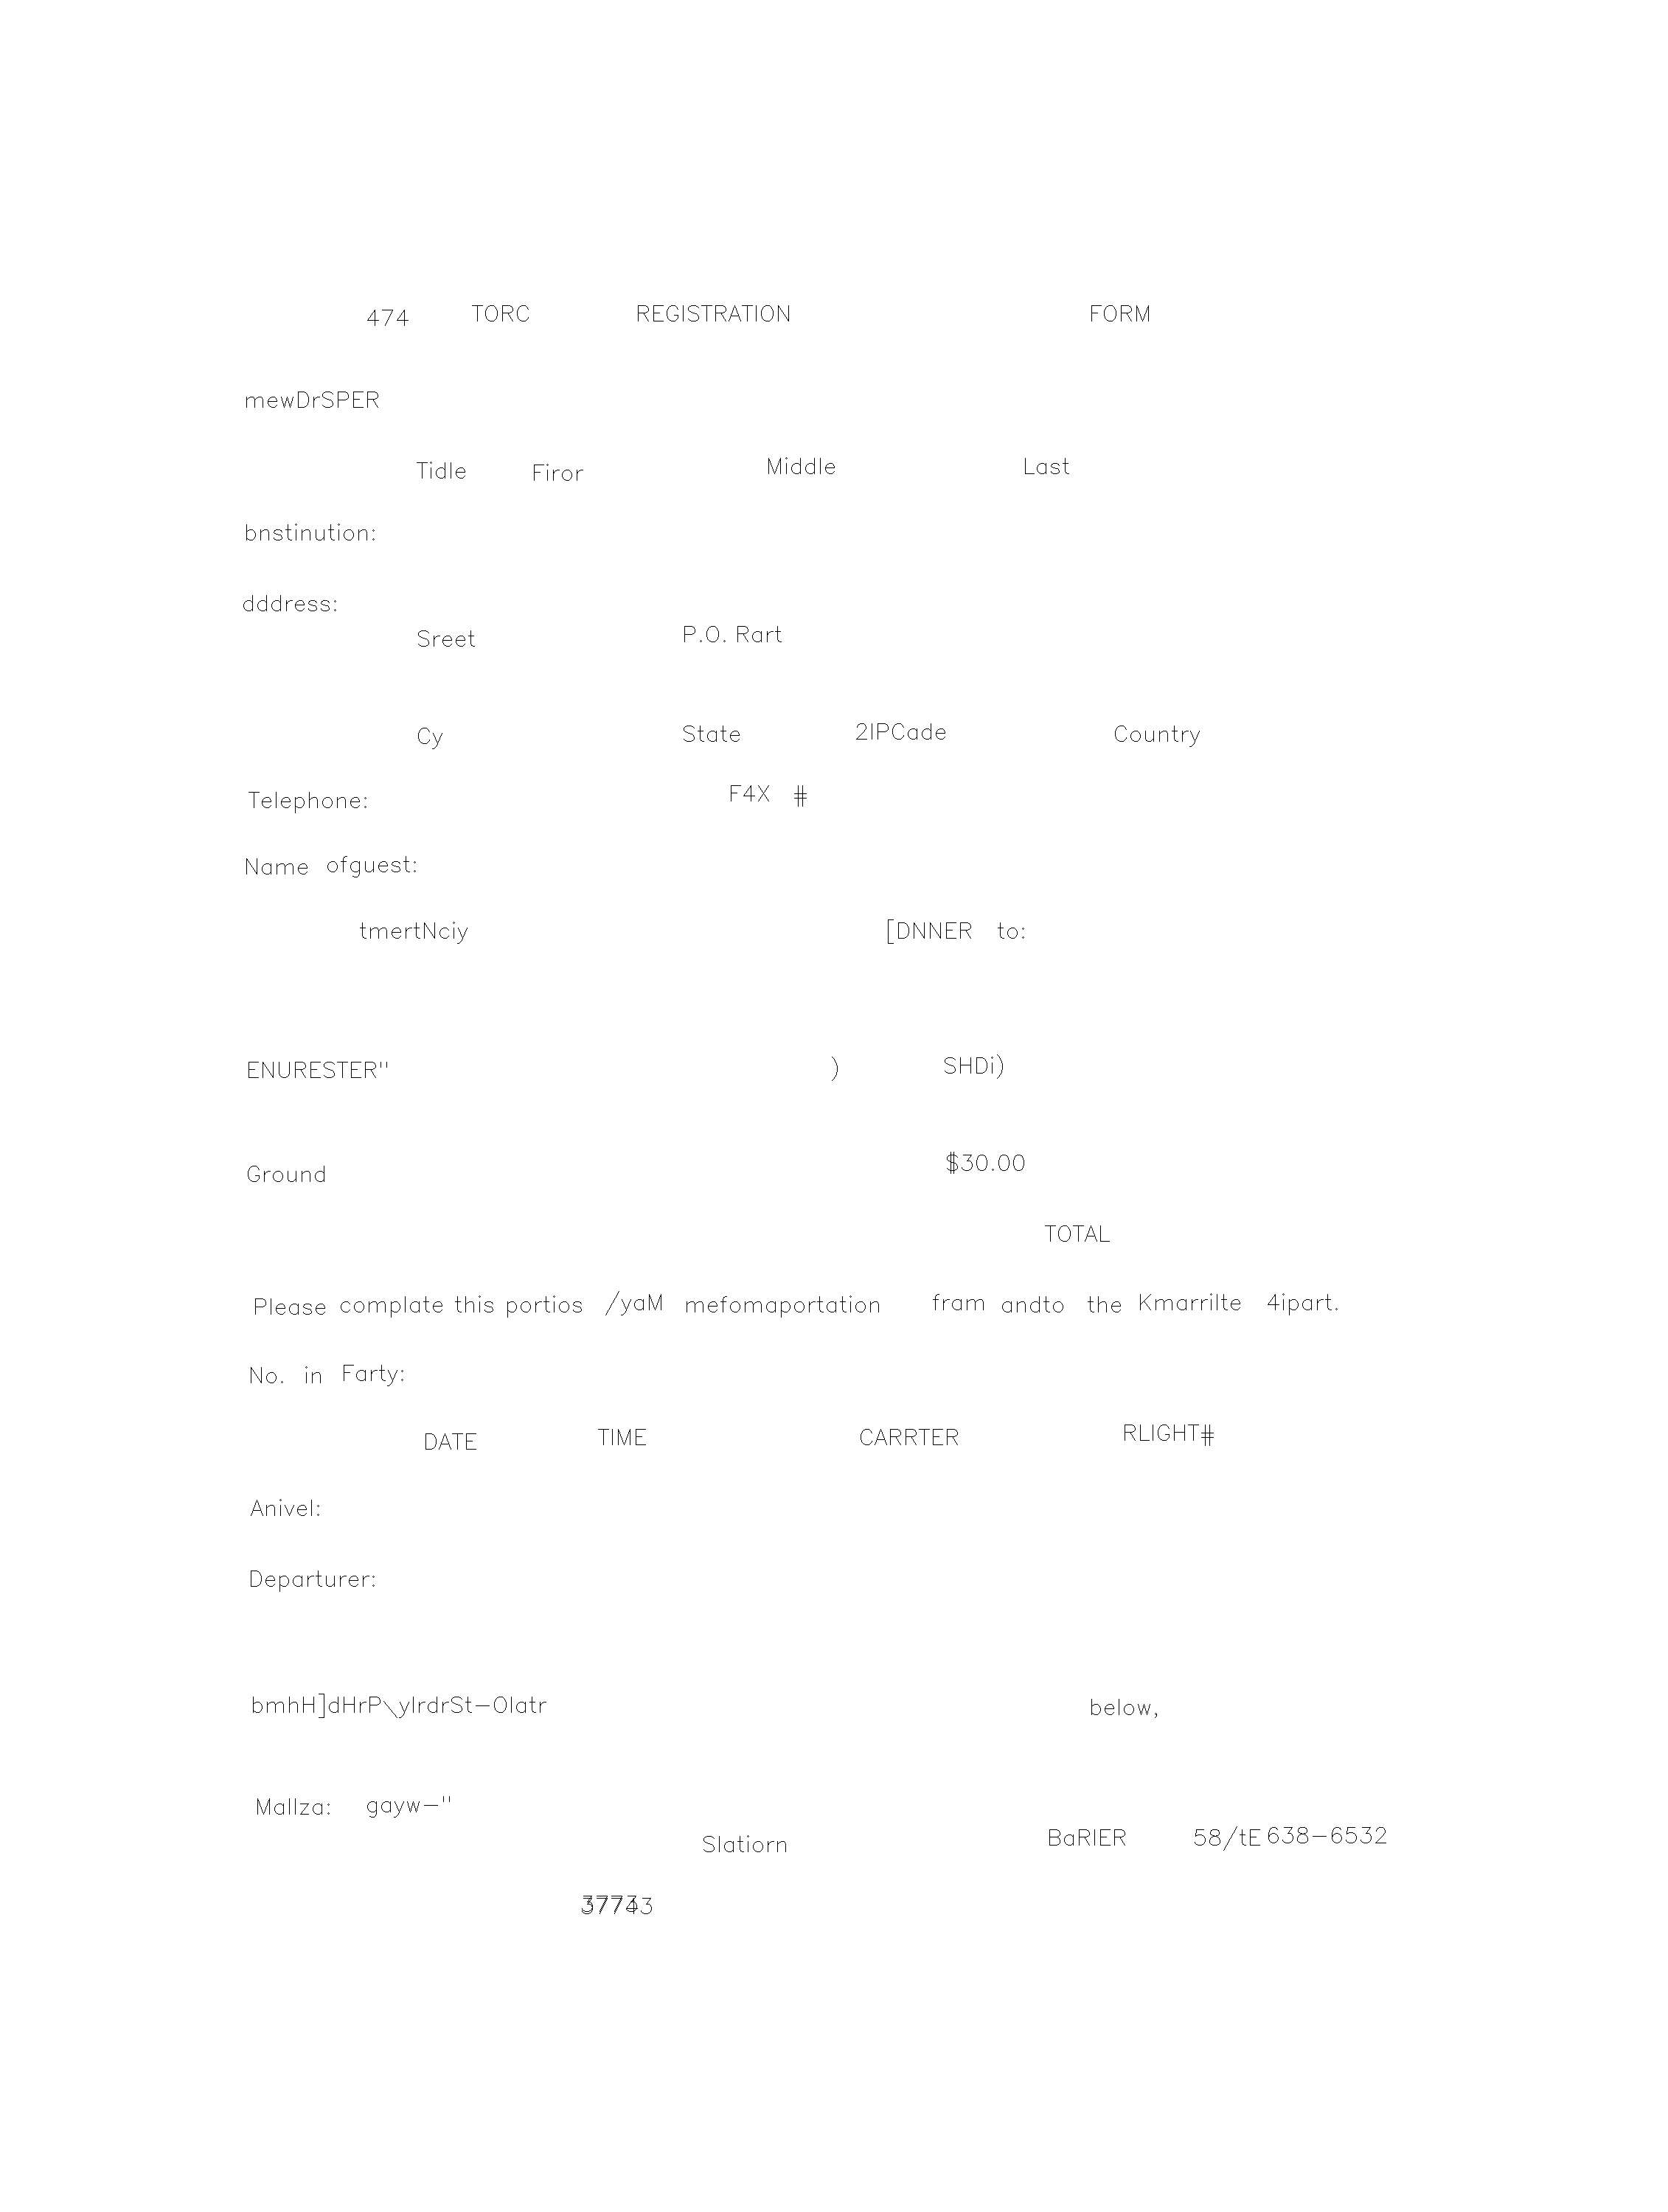 474 TORC REGISTRATION FORM
mewDrSPER
Tidle Firor Middle Last
bnstinution:
dddress:
Sreet P.O. Rart
Cy State 2IPCade Country
Telephone: F4X #
Name ofguest:
tmertNciy [DNNER to:
ENURESTER" ) SHDi)
Ground $30.00
TOTAL
Please complate this portios /yaM mefomaportation fram andto the Kmarrilte 4ipart.
No. in Farty:
DATE TIME CARRTER RLIGHT#
Anivel:
Departurer:
bmhH]dHrP\yIrdrSt-Olatr below,
Mallza: gayw-"
Slatiorn BaRIER 58/tE 638-6532